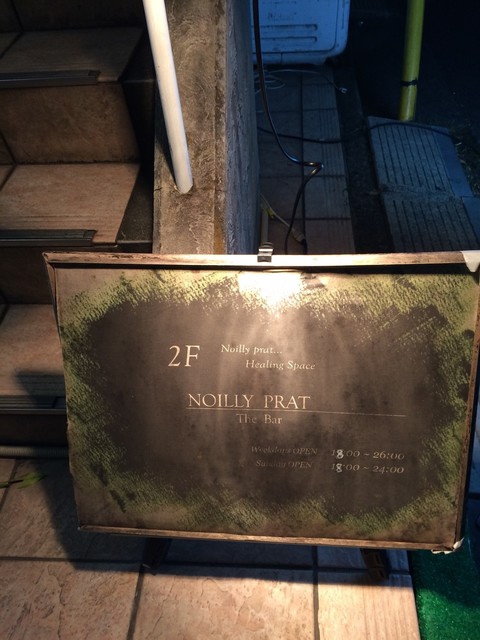 2F
Noilly prat...
Healing Space
NOILLY PRAT
The Bar
Weekdays OPEN 18:00 ~ 26:00
Sunday OPEN 18:00 ~ 24:00